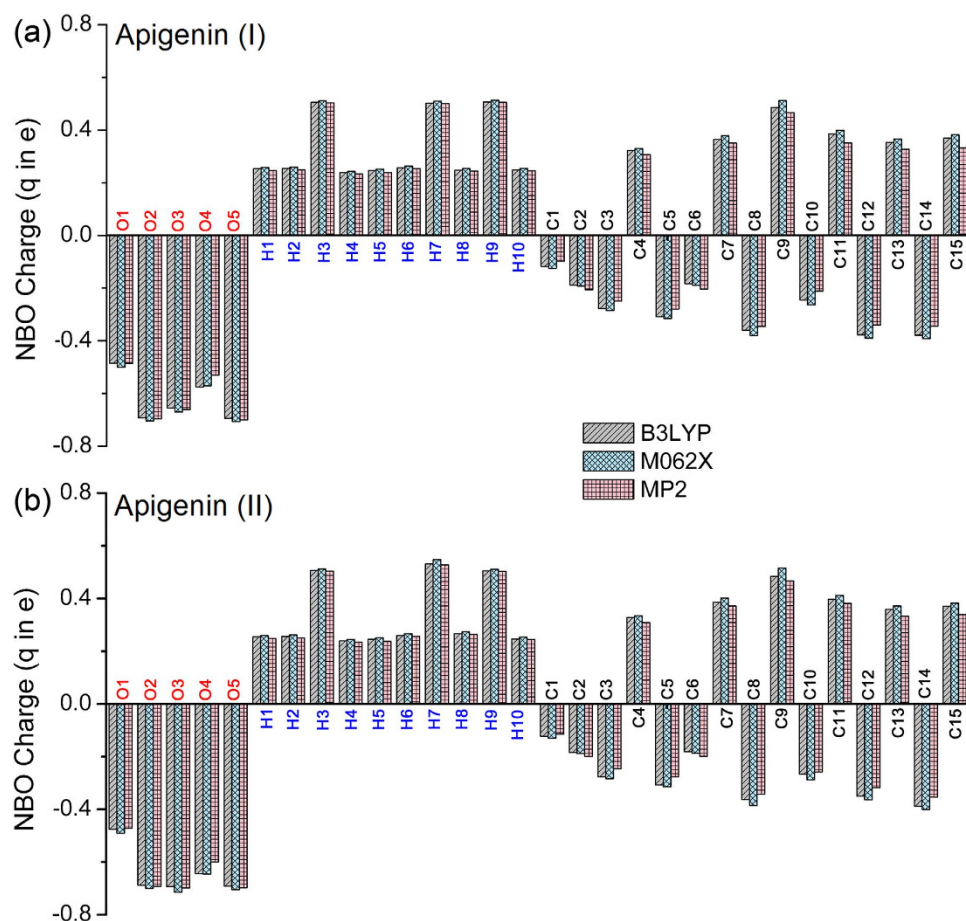 (a) Apigenin (I)
NBO Charge (q in e)
0.8
0.4
0.0
-0.4
-0.8
O1 O2 O3 O4 O5
H1 H2 H3 H4 H5 H6 H7 H8 H9 H10
C1 C2 C3 C4 C5 C6 C7 C8 C9 C10 C11 C12 C13 C14 C15
B3LYP
M062X
MP2
(b) Apigenin (II)
NBO Charge (q in e)
0.8
0.4
0.0
-0.4
-0.8
O1 O2 O3 O4 O5
H1 H2 H3 H4 H5 H6 H7 H8 H9 H10
C1 C2 C3 C4 C5 C6 C7 C8 C9 C10 C11 C12 C13 C14 C15